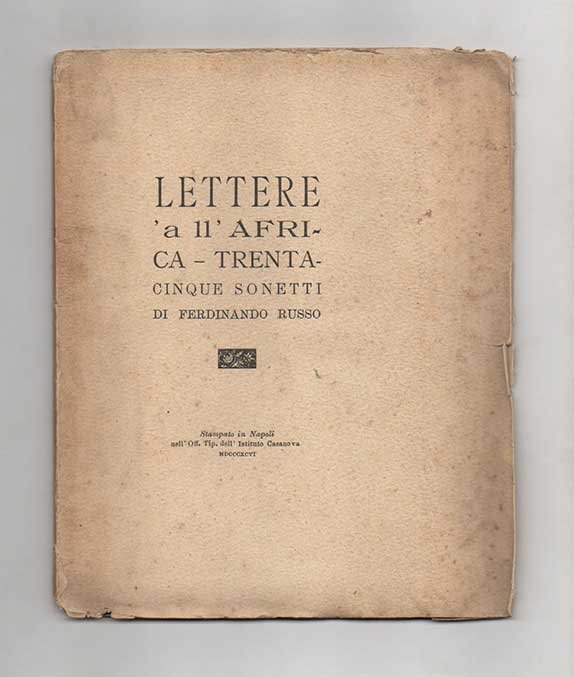 LETTERE
'a ll' AFRI-
CA – TRENTA-
CINQUE SONETTI
DI FERDINANDO RUSSO
Stampato in Napoli
nell' Off. Tip. dell' Istituto Casanova
MDCCCXCVI